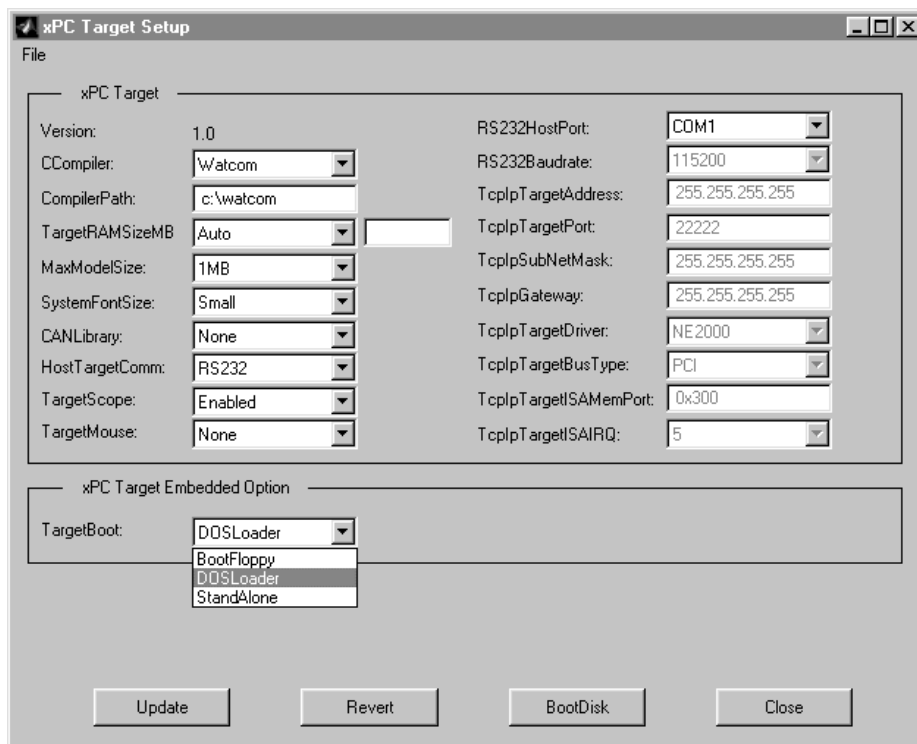 xPC Target Setup
File
xPC Target
Version: 1.0
CCompiler: Watcom
CompilerPath: c:\watcom
TargetRAMSizeMB Auto
MaxModelSize: 1MB
SystemFontSize: Small
CANLibrary: None
HostTargetComm: RS232
TargetScope: Enabled
TargetMouse: None
RS232HostPort: COM1
RS232Baudrate: 115200
TcpIpTargetAddress: 255.255.255.255
TcpIpTargetPort: 22222
TcpIpSubNetMask: 255.255.255.255
TcpIpGateway: 255.255.255.255
TcpIpTargetDriver: NE2000
TcpIpTargetBusType: PCI
TcpIpTargetISAMemPort: 0x300
TcpIpTargetISAIRQ: 5
xPC Target Embedded Option
TargetBoot: DOSLoader
BootFloppy
DOSLoader
StandAlone
Update Revert BootDisk Close